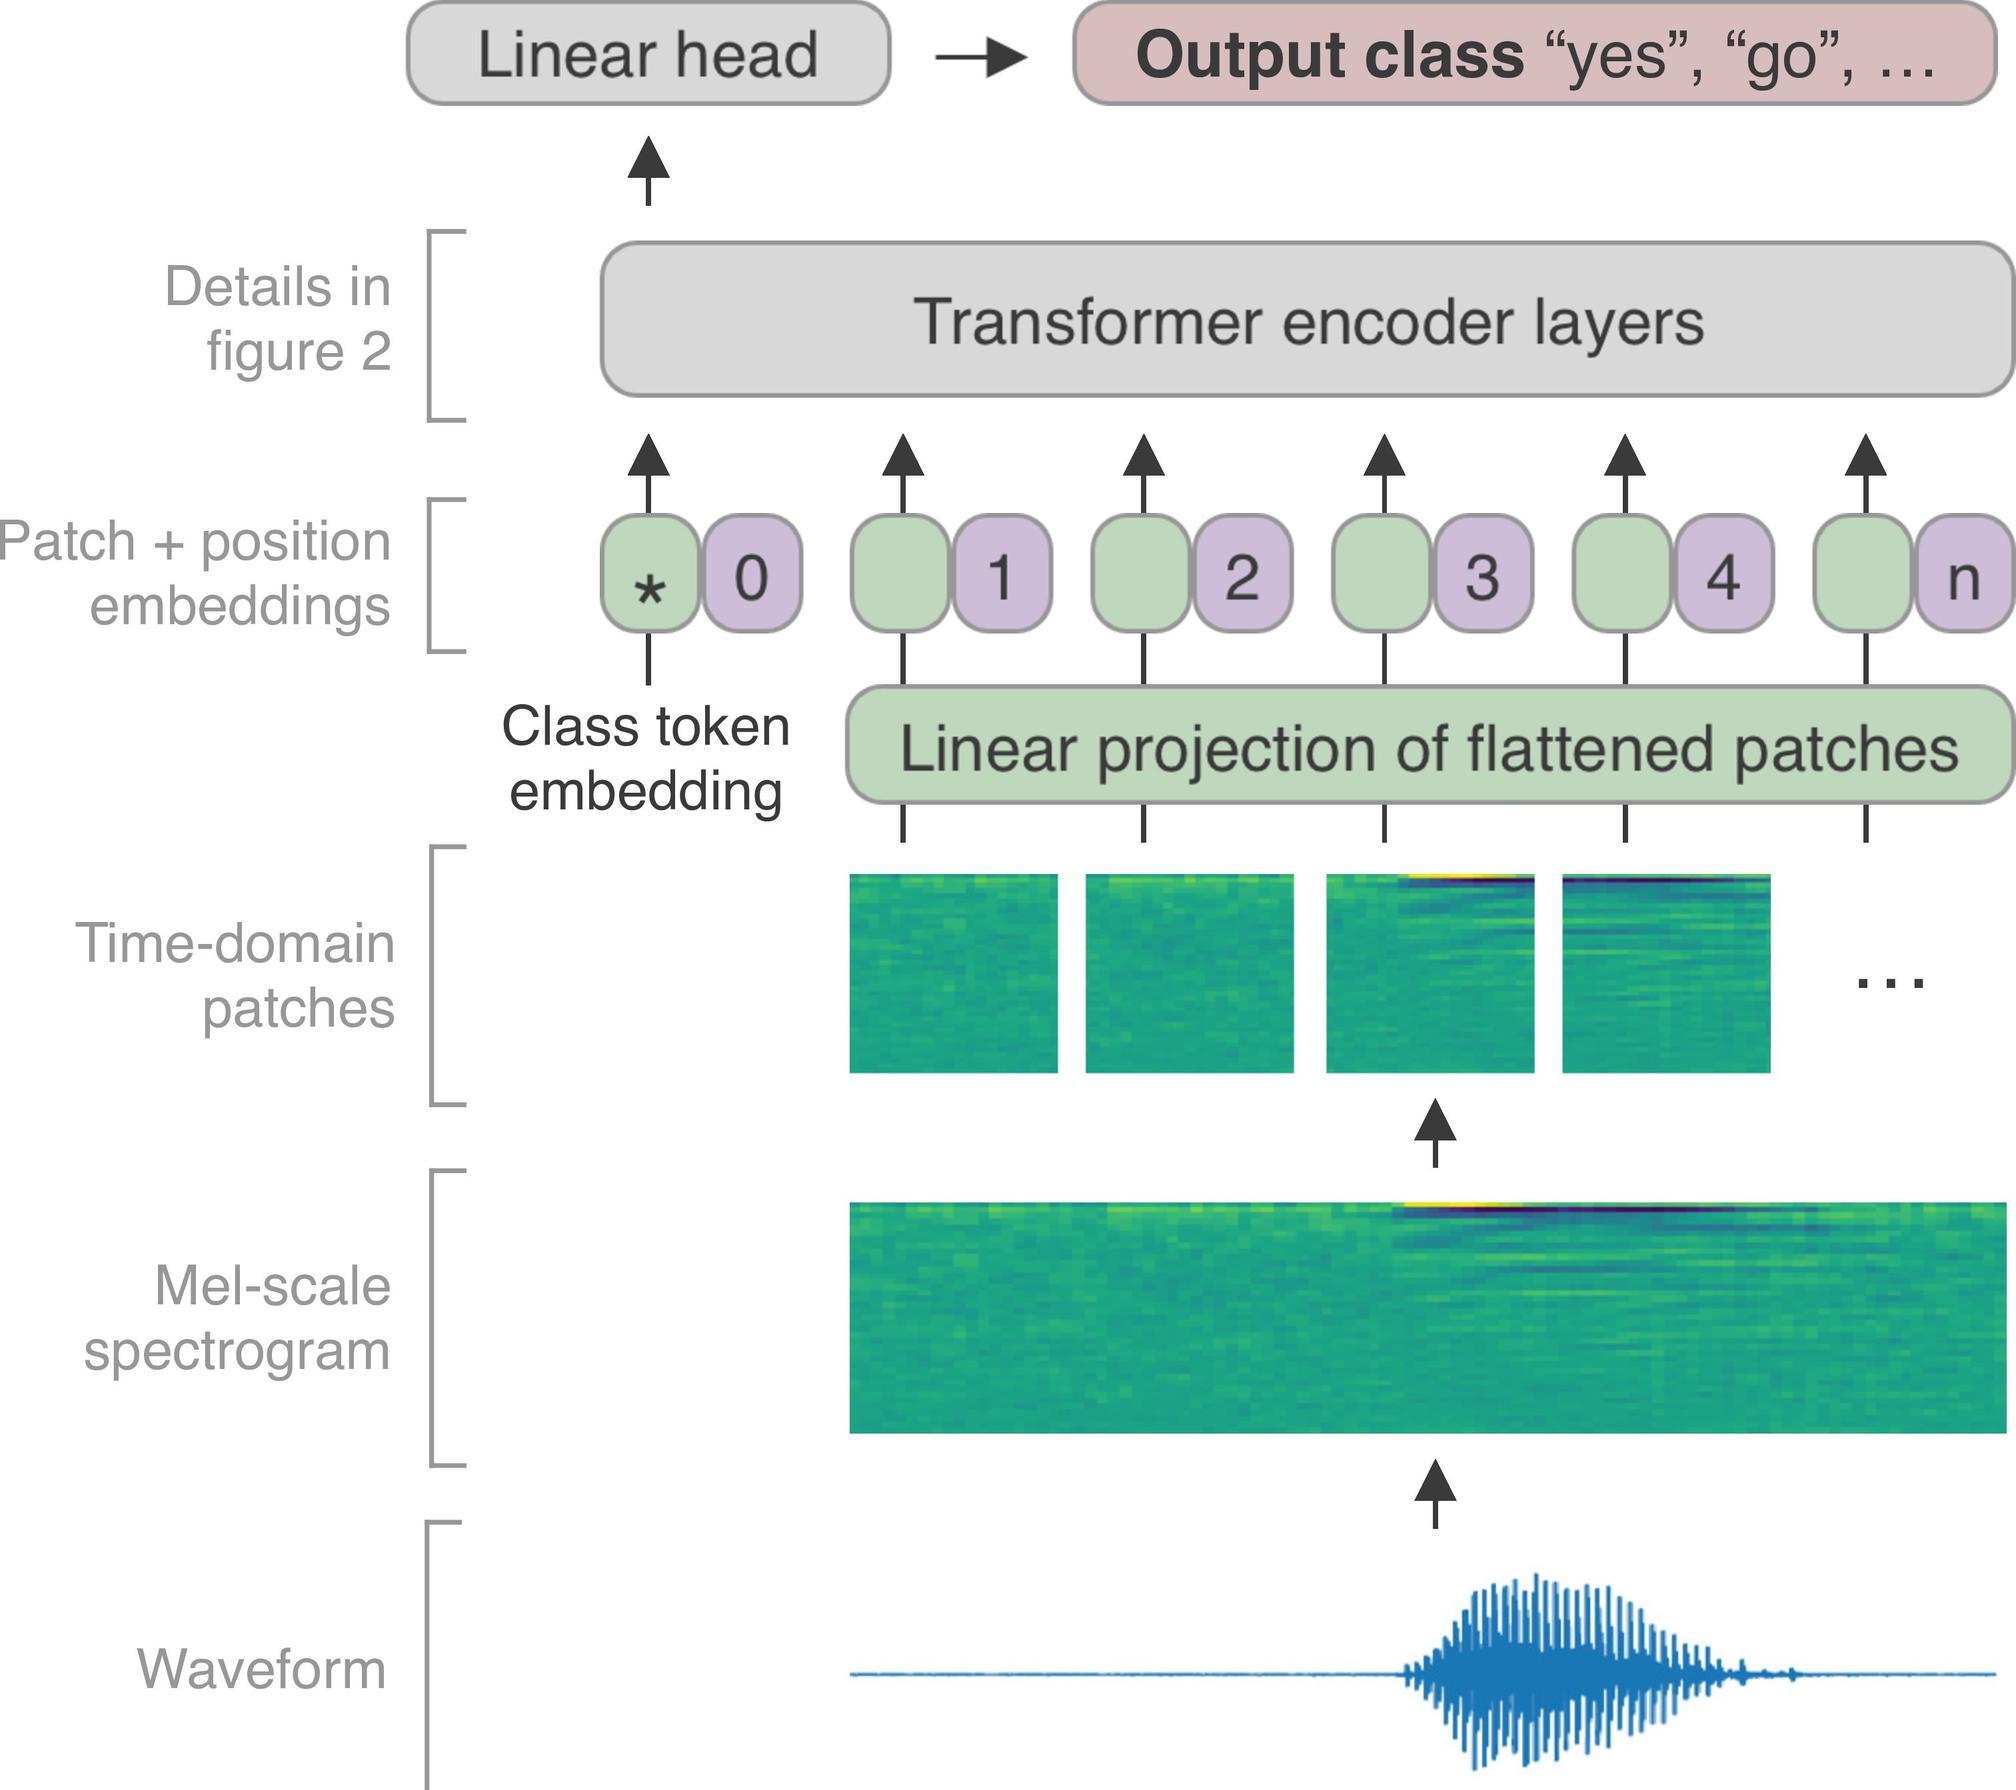 Linear head
Output class “yes”, “go”, ...
Details in
figure 2
Transformer encoder layers
Patch + position
embeddings
* 0 1 2 3 4 n
Class token
embedding
Linear projection of flattened patches
Time-domain
patches
...
Mel-scale
spectrogram
Waveform